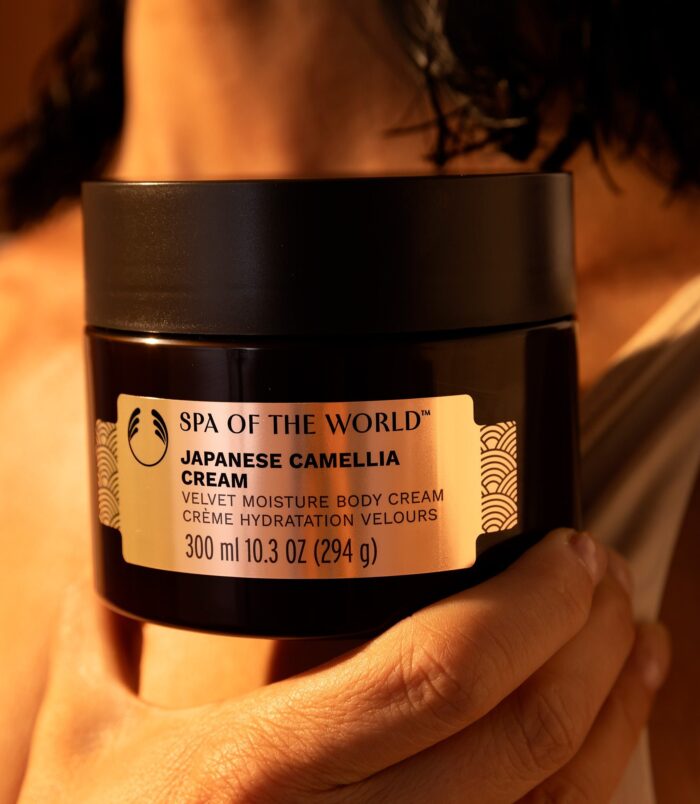 SPA OF THE WORLD™
JAPANESE CAMELLIA
CREAM
VELVET MOISTURE BODY CREAM
CRÈME HYDRATATION VELOURS
300 ml 10.3 OZ (294 g)